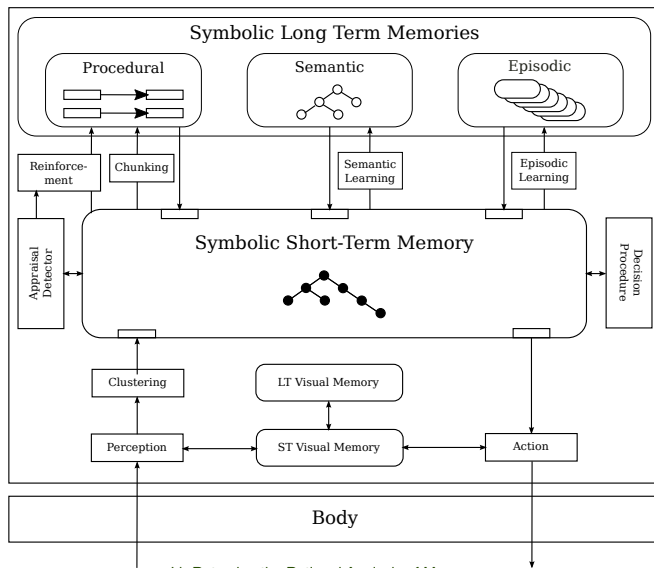 Symbolic Long Term Memories
Procedural
Semantic
Episodic
Reinforce-
ment
Chunking
Semantic
Learning
Episodic
Learning
Symbolic Short-Term Memory
Appraisal
Detector
Decision
Procedure
Clustering
LT Visual Memory
Perception
ST Visual Memory
Action
Body